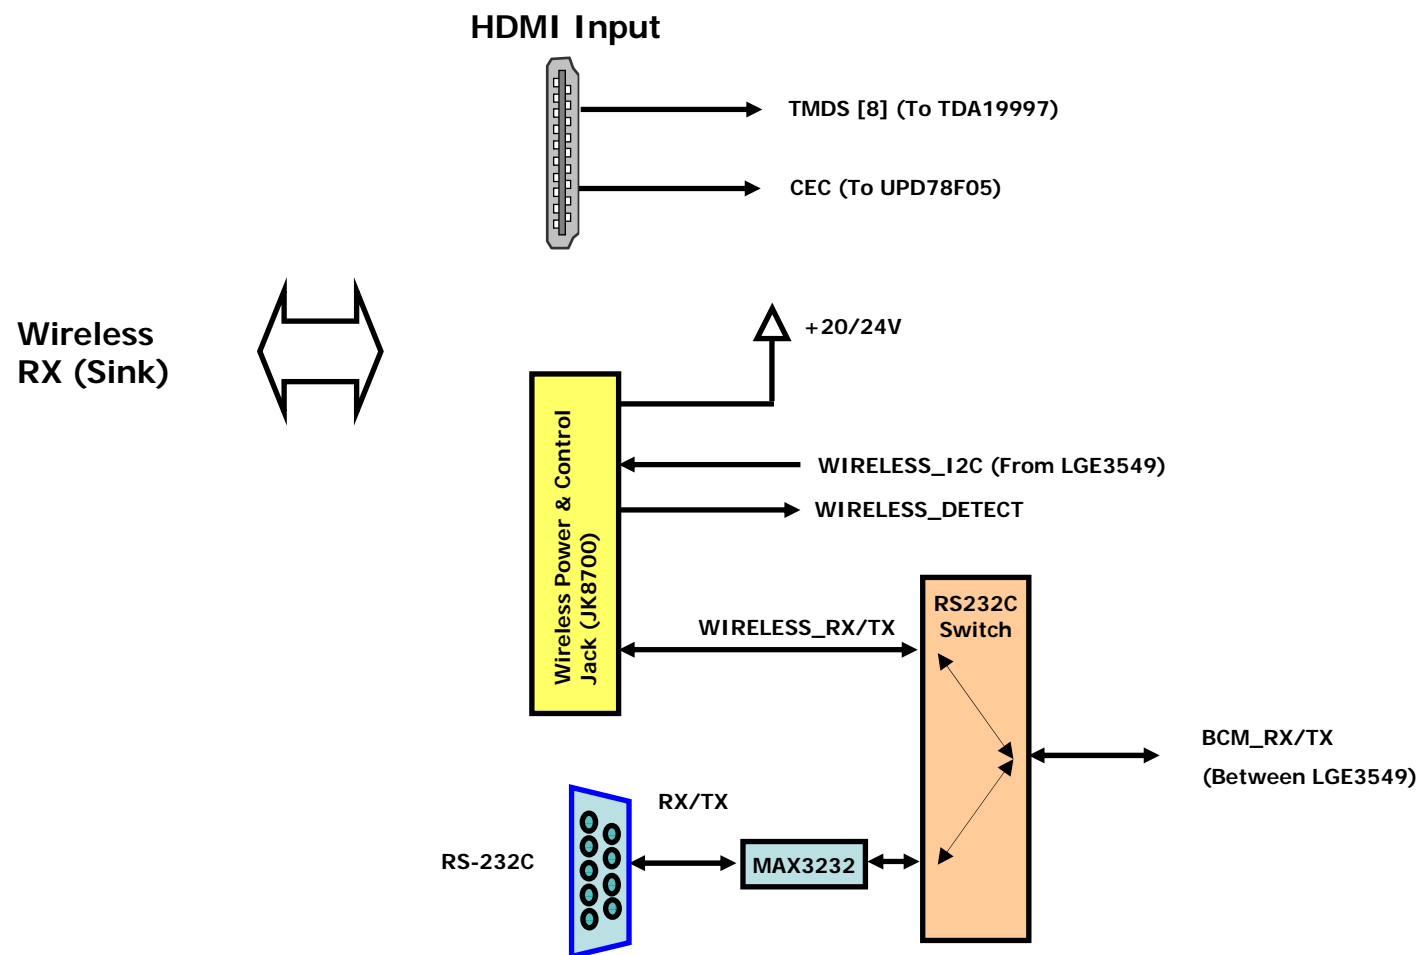 HDMI Input
TMDS [8] (To TDA19997)
CEC (To UPD78F05)
Wireless
RX (Sink)
+20/24V
Wireless Power & Control
Jack (JK8700)
WIRELESS_I2C (From LGE3549)
WIRELESS_DETECT
RS232C
Switch
WIRELESS_RX/TX
BCM_RX/TX
(Between LGE3549)
RX/TX
RS-232C
MAX3232